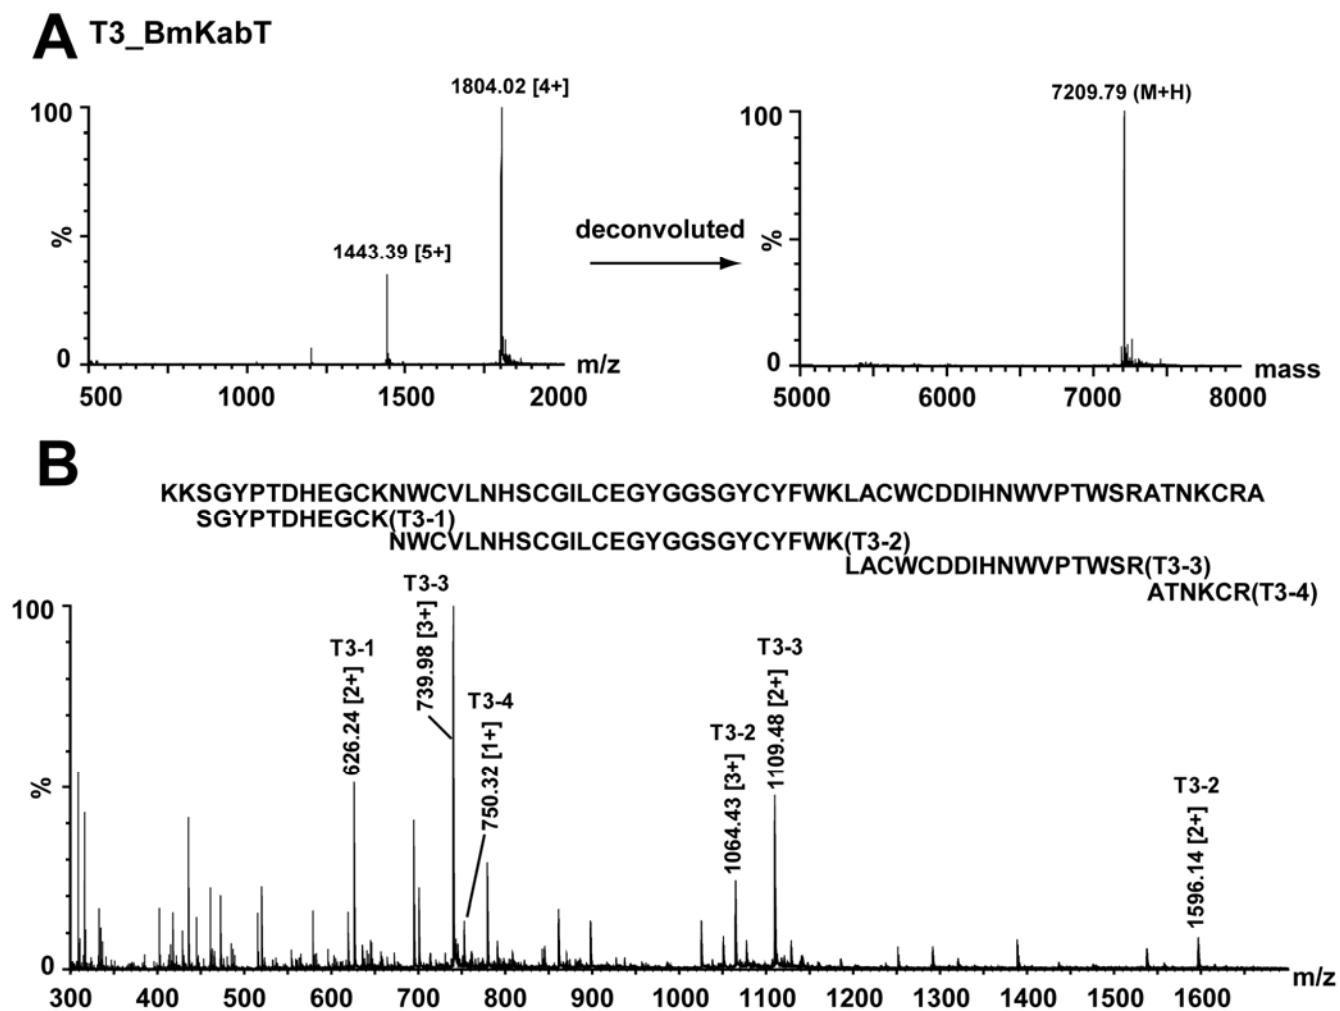 A T3_BmKabT
1804.02 [4+]
7209.79 (M+H)
100
100
1443.39 [5+]
deconvoluted
%
%
0
0
m/z
mass
500 1000 1500 2000
5000 6000 7000 8000
B
KKSGYPTDHEGCKNWCVLNHSCGILCEGYGGSGYCYFWKLACWCDDIHNWVPTWSRATNKCRA
SGYPTDHEGCK(T3-1)
NWCVLNHSCGILCEGYGGSGYCYFWK(T3-2)
LACWCDDIHNWVPTWSR(T3-3)
ATNKCR(T3-4)
100
T3-3
739.98 [3+]
T3-1
626.24 [2+]
T3-4
750.32 [1+]
T3-2
1064.43 [3+]
T3-3
1109.48 [2+]
T3-2
1596.14 [2+]
%
0
m/z
300 400 500 600 700 800 900 1000 1100 1200 1300 1400 1500 1600